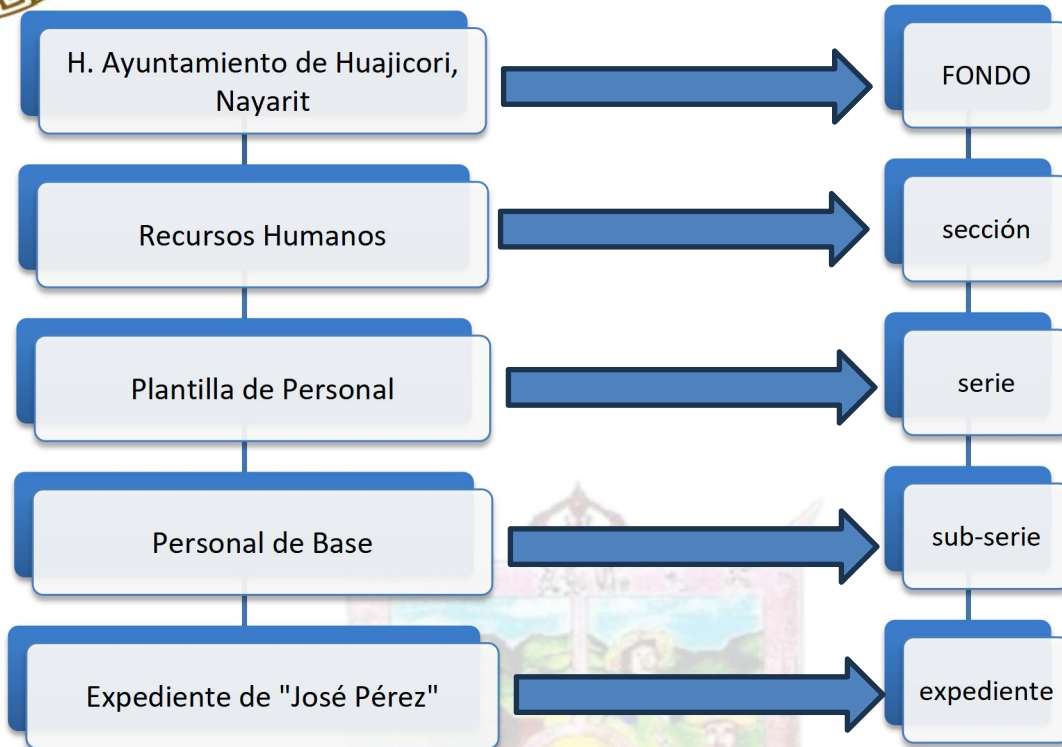 H. Ayuntamiento de Huajicori,
Nayarit
FONDO
Recursos Humanos
sección
Plantilla de Personal
serie
Personal de Base
sub-serie
Expediente de "José Pérez"
expediente